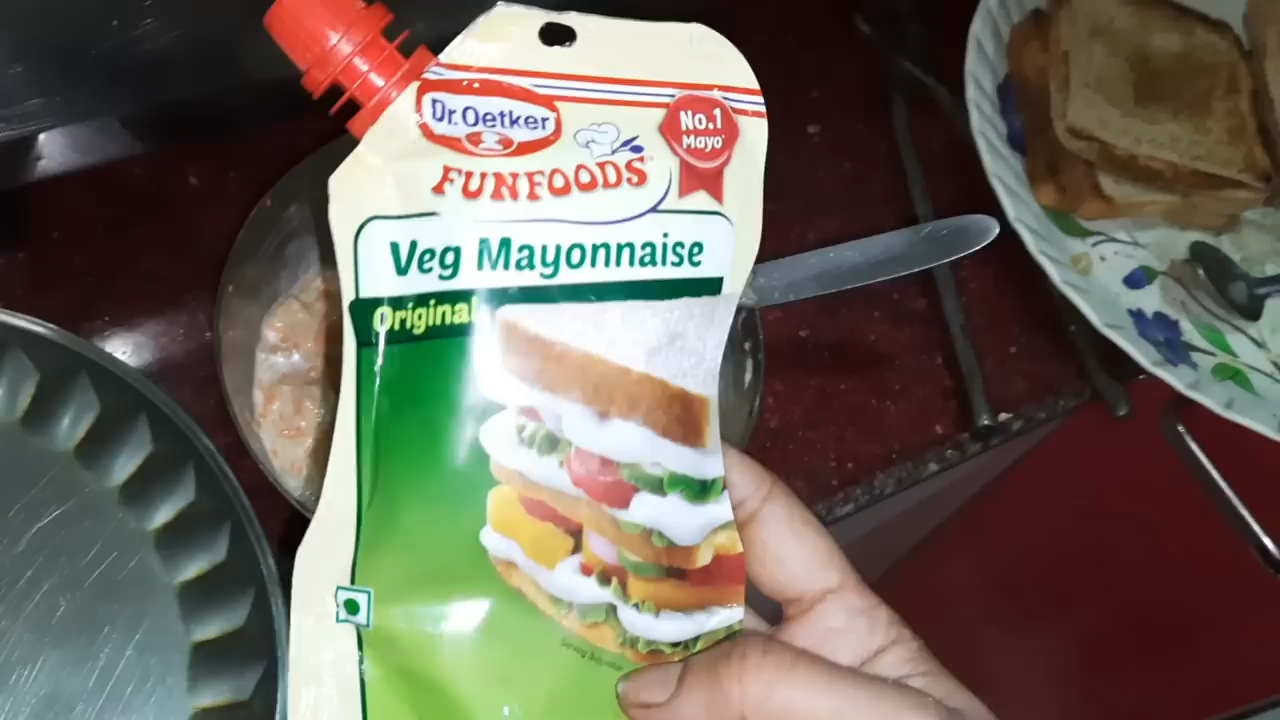 Dr.Oetker
No.1
Mayo*
FUNFOODS
Veg Mayonnaise
Original